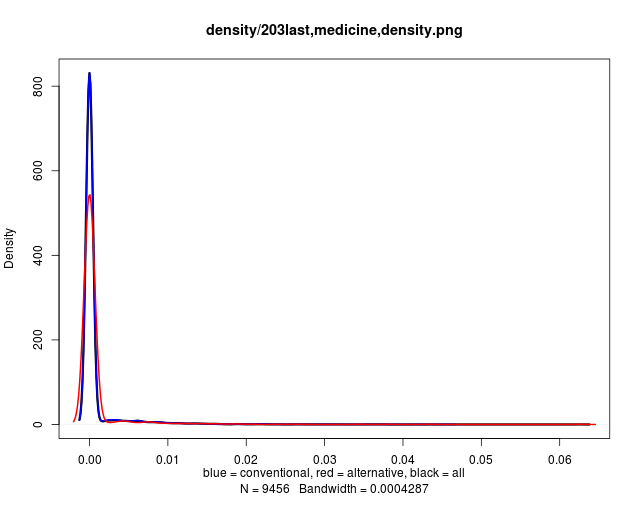 density/203last,medicine,density.png
Density
800
600
400
200
0
0.00 0.01 0.02 0.03 0.04 0.05 0.06
blue = conventional, red = alternative, black = all
N = 9456 Bandwidth = 0.0004287